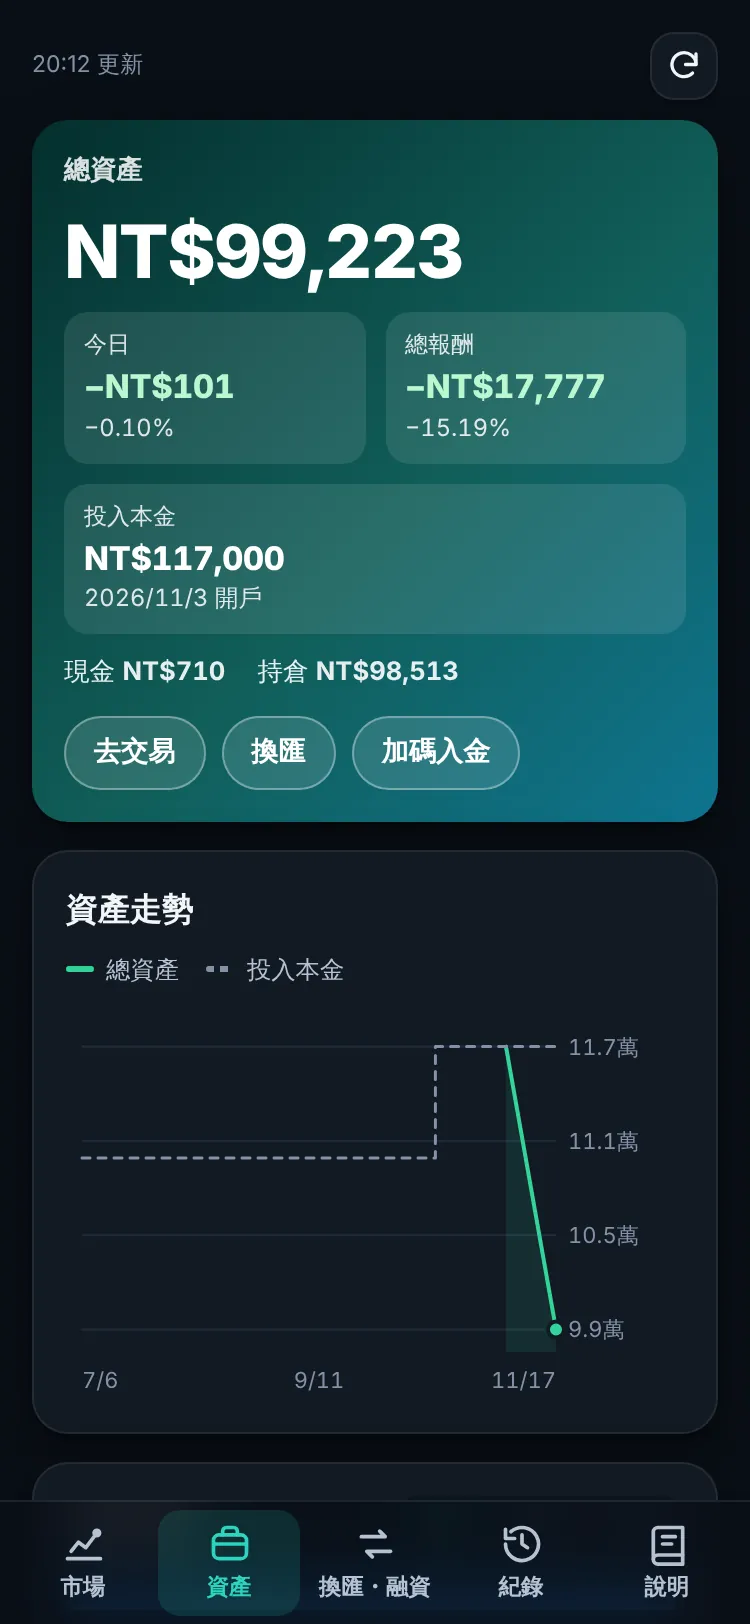 20:12 更新
總資產
NT$99,223
今日
−NT$101
−0.10%
總報酬
−NT$17,777
−15.19%
投入本金
NT$117,000
2026/11/3 開戶
現金 NT$710 持倉 NT$98,513
去交易 換匯 加碼入金
資產走勢
總資產 投入本金
11.7萬
11.1萬
10.5萬
9.9萬
7/6 9/11 11/17
市場 資產 換匯・融資 紀錄 說明